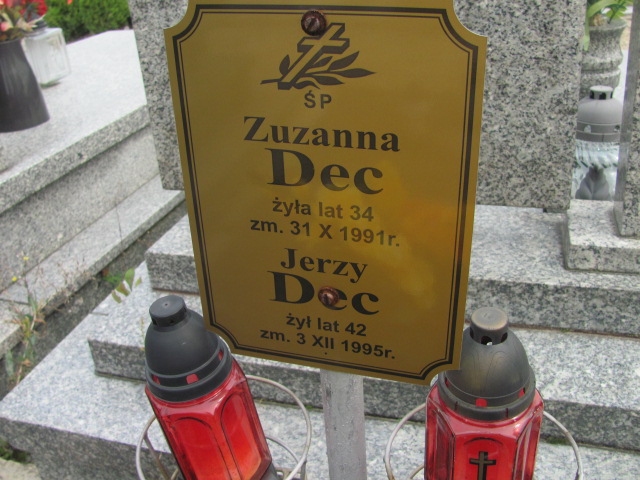 ŚP
Zuzanna
Dec
żyła lat 34
zm. 31 X 1991r.
Jerzy
Dec
żył lat 42
zm. 3 XII 1995r.